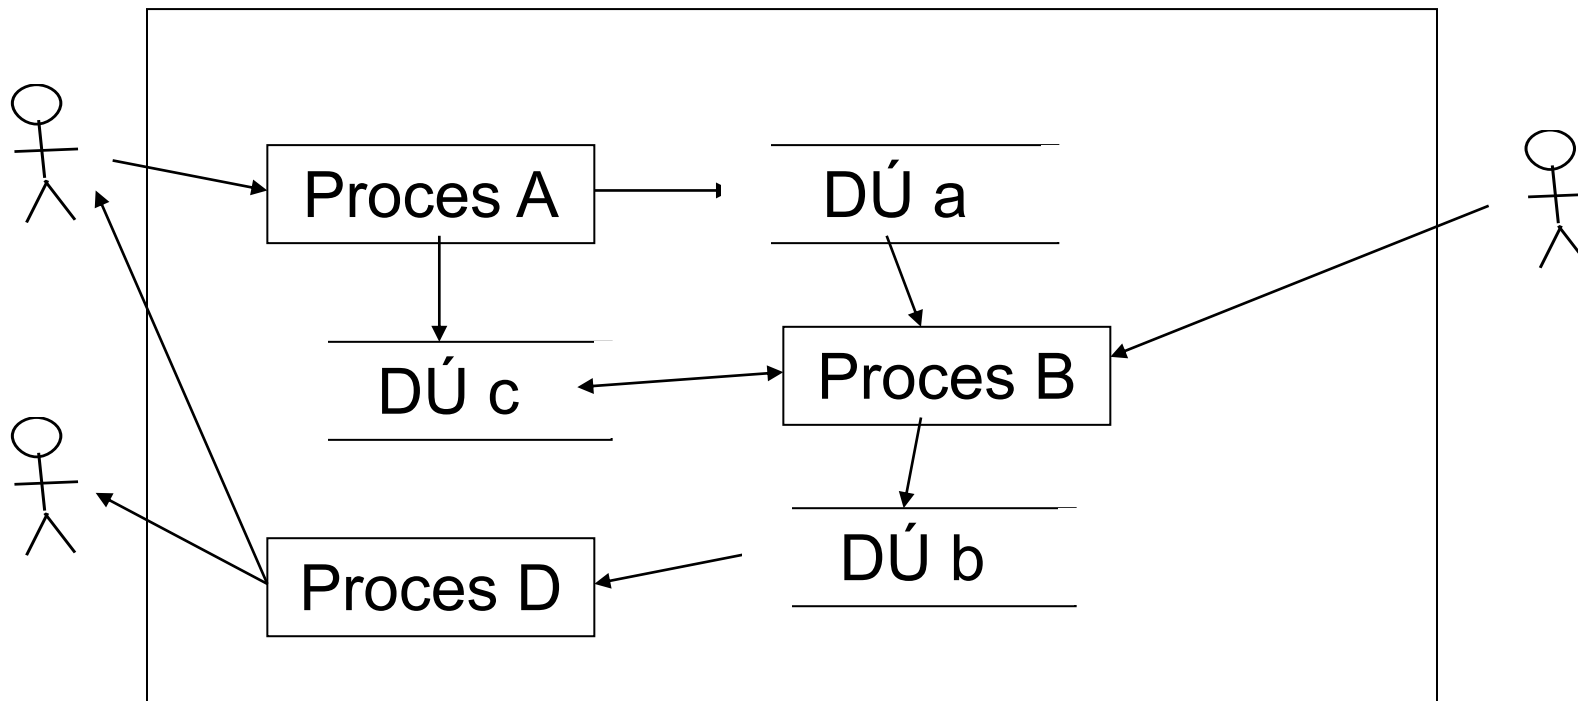 Proces A
DÚ a
DÚ c
Proces B
DÚ b
Proces D